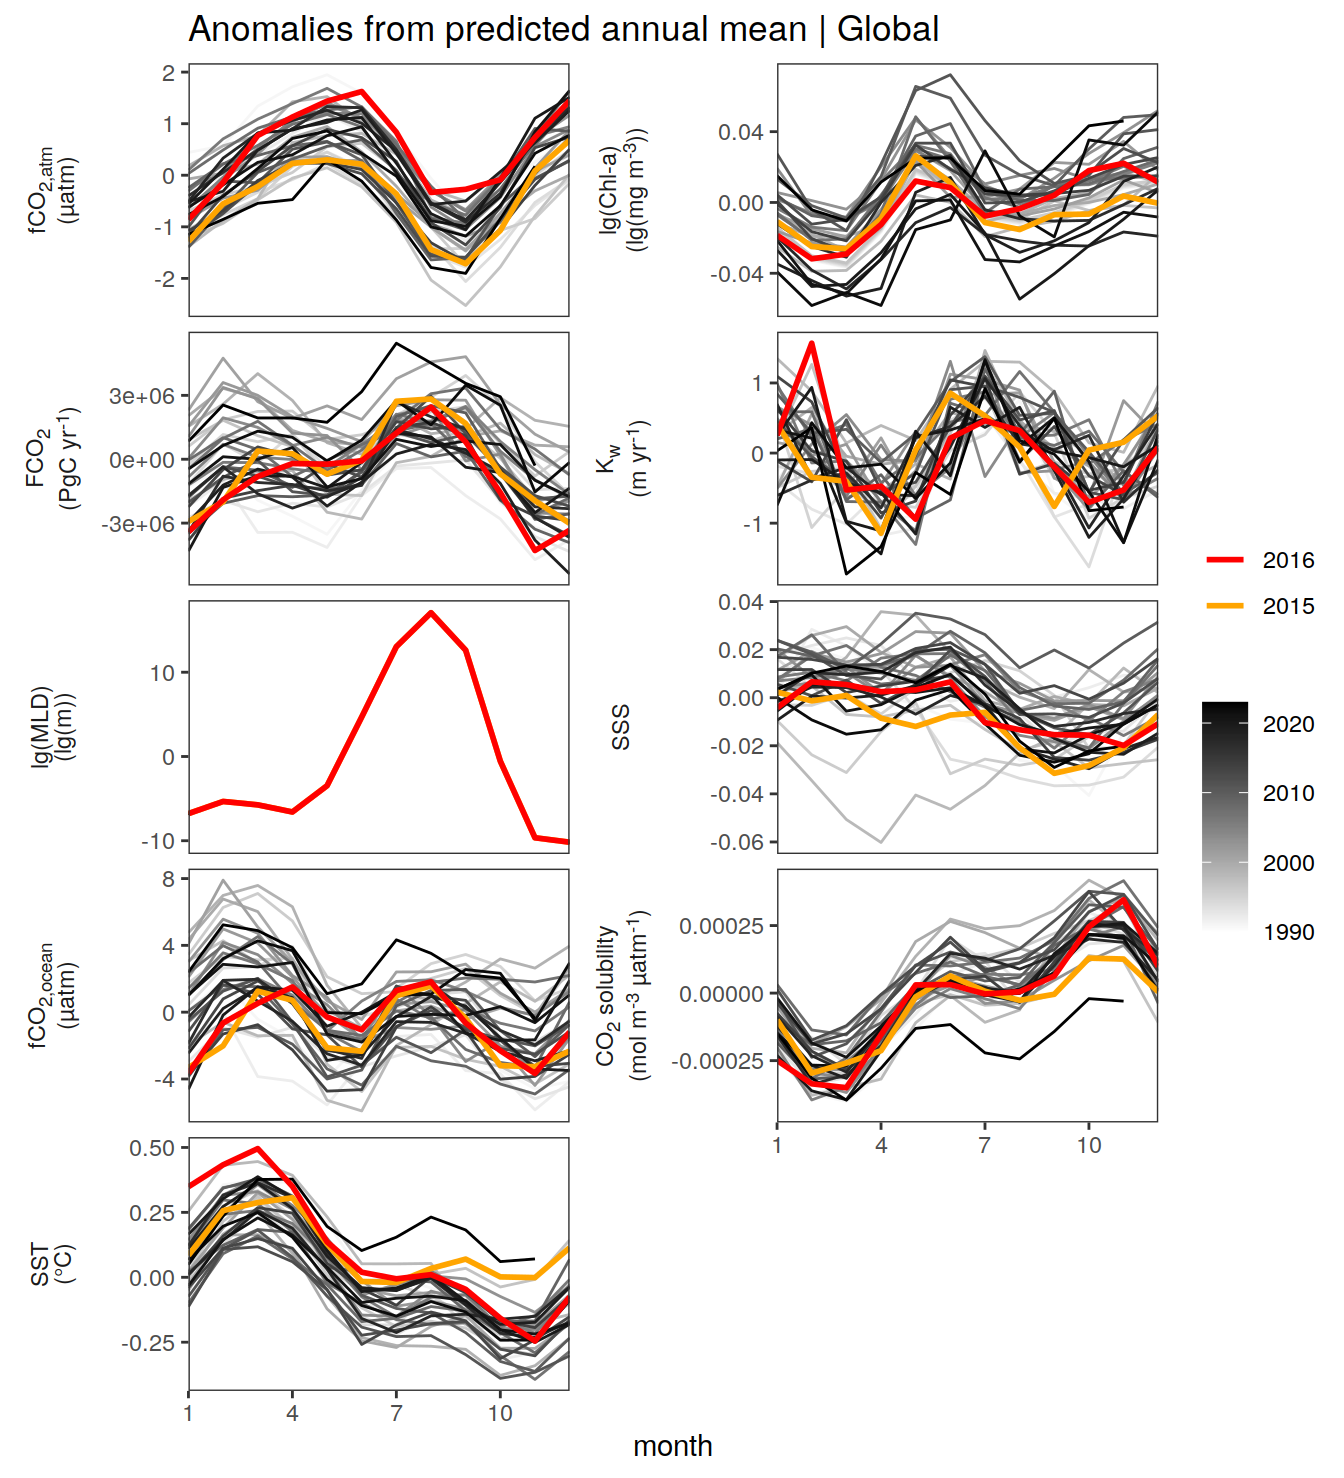 Anomalies from predicted annual mean | Global
fCO2,atm
(µatm)
2
1
0
-1
-2
lg(Chl-a)
(lg(mg m-3))
0.04
0.00
-0.04
FCO2
(PgC yr-1)
3e+06
0e+00
-3e+06
Kw
(m yr-1)
1
0
-1
lg(MLD)
(lg(m))
10
0
-10
SSS
0.04
0.02
0.00
-0.02
-0.04
-0.06
fCO2,ocean
(µatm)
8
4
0
-4
CO2 solubility
(mol m-3 µatm-1)
0.00025
0.00000
-0.00025
1 4 7 10
SST
(°C)
0.50
0.25
0.00
-0.25
1 4 7 10
month
2016
2015
2020
2010
2000
1990